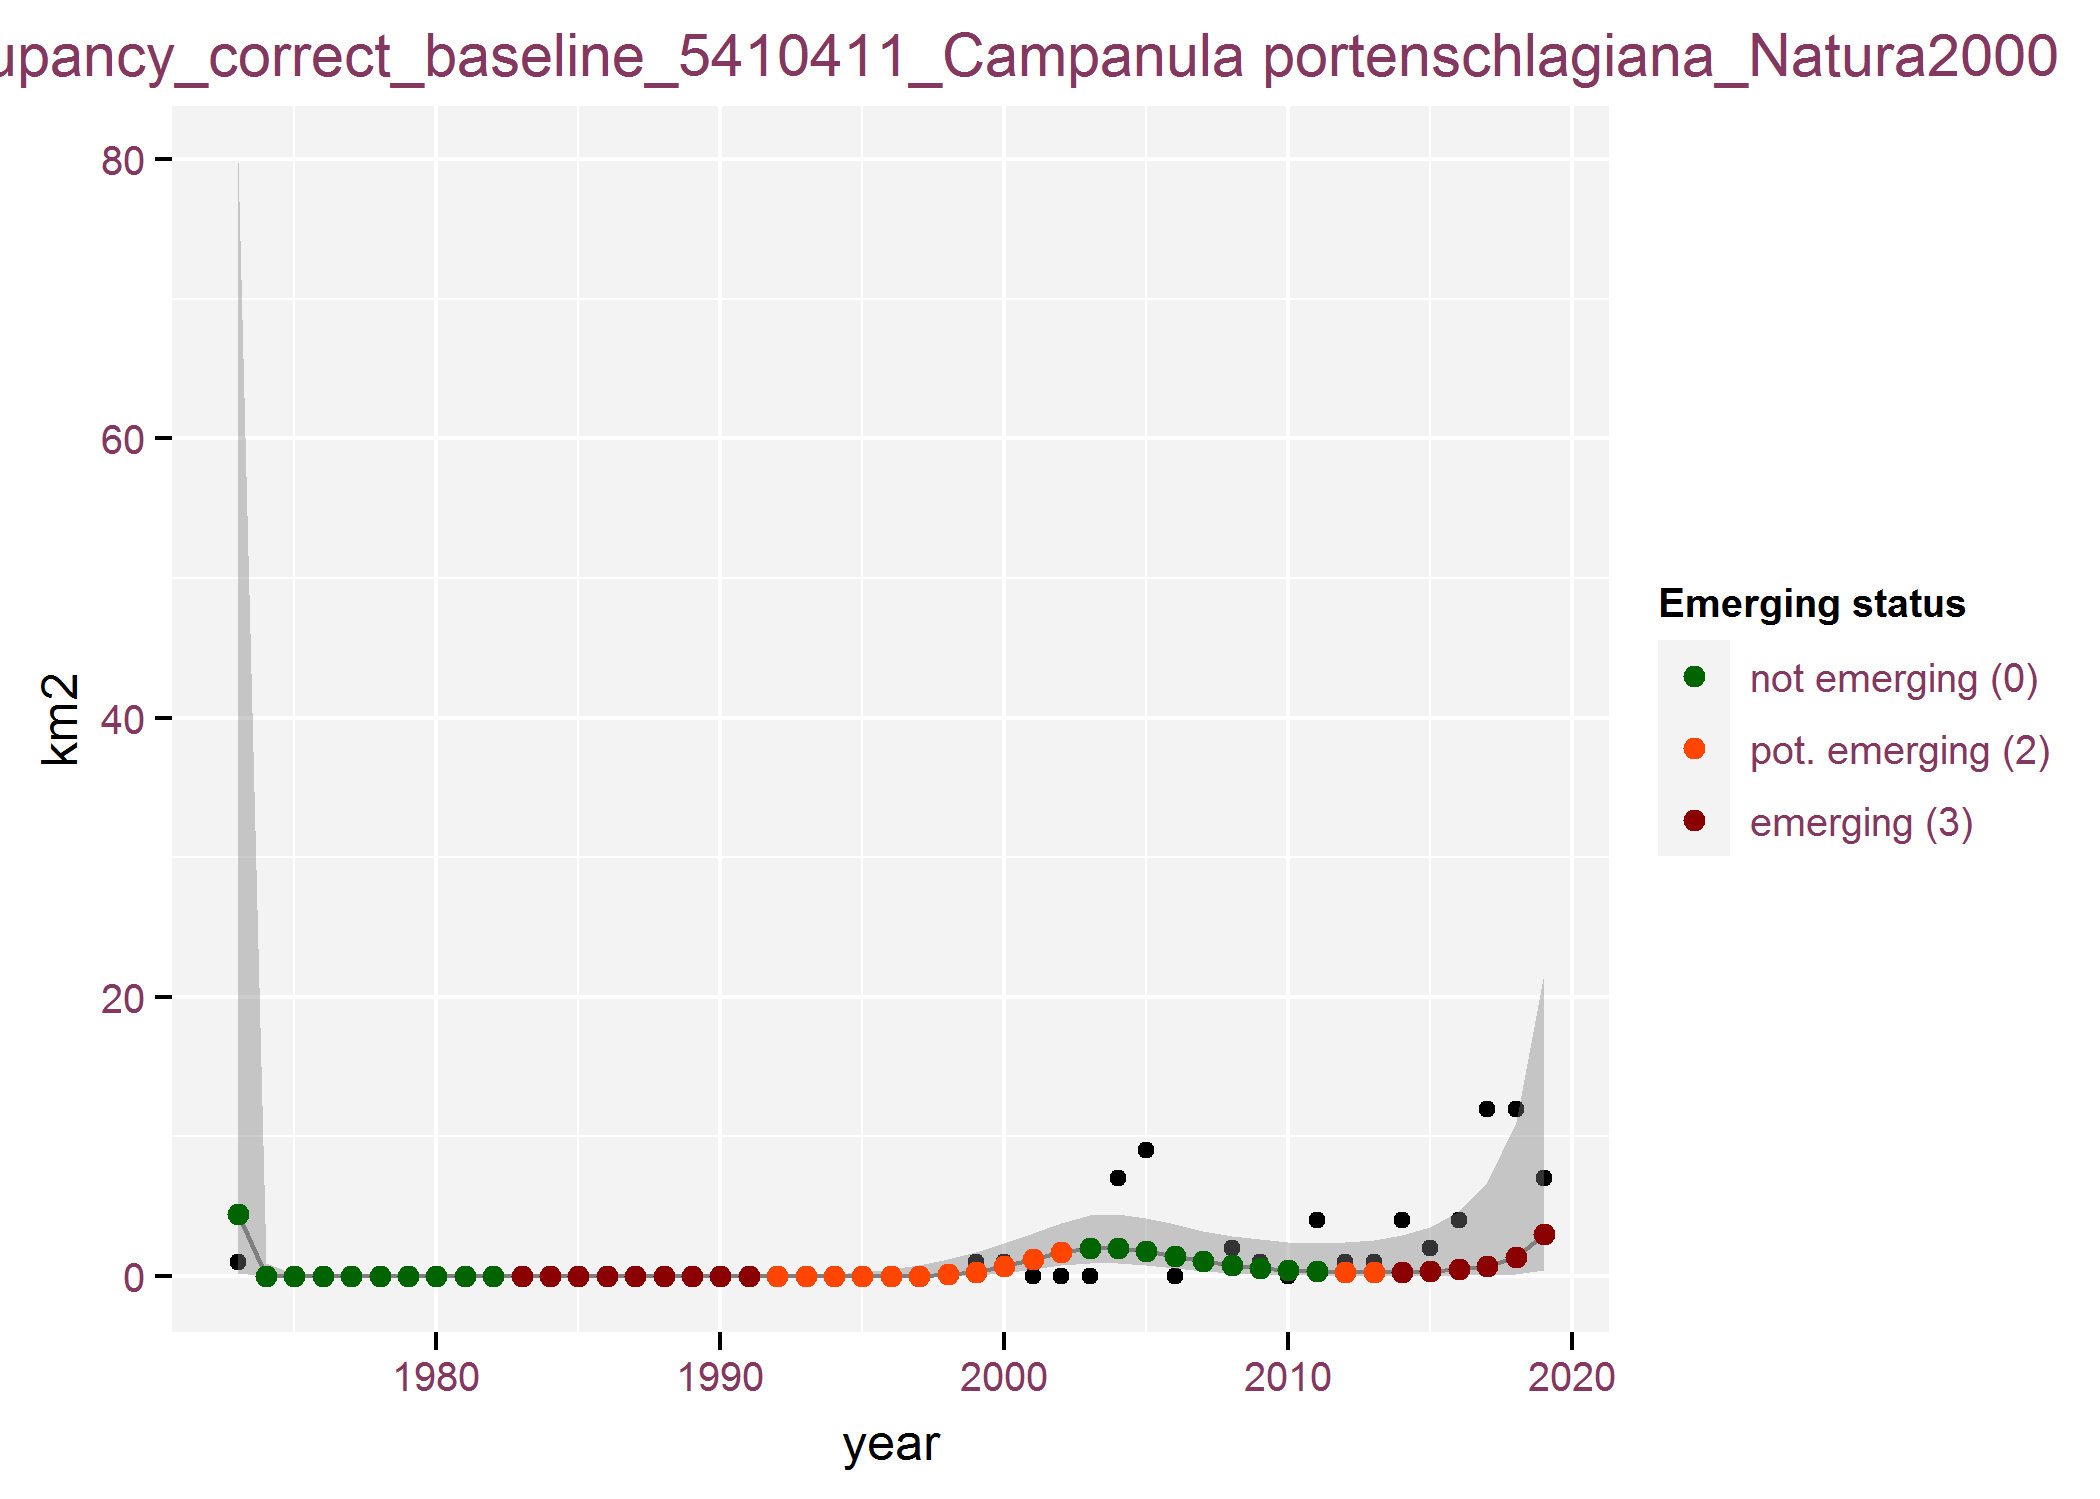 upancy_correct_baseline_5410411_Campanula portenschlagiana_Natura2000
80
60
40
20
0
km2
1980 1990 2000 2010 2020
year
Emerging status
not emerging (0)
pot. emerging (2)
emerging (3)